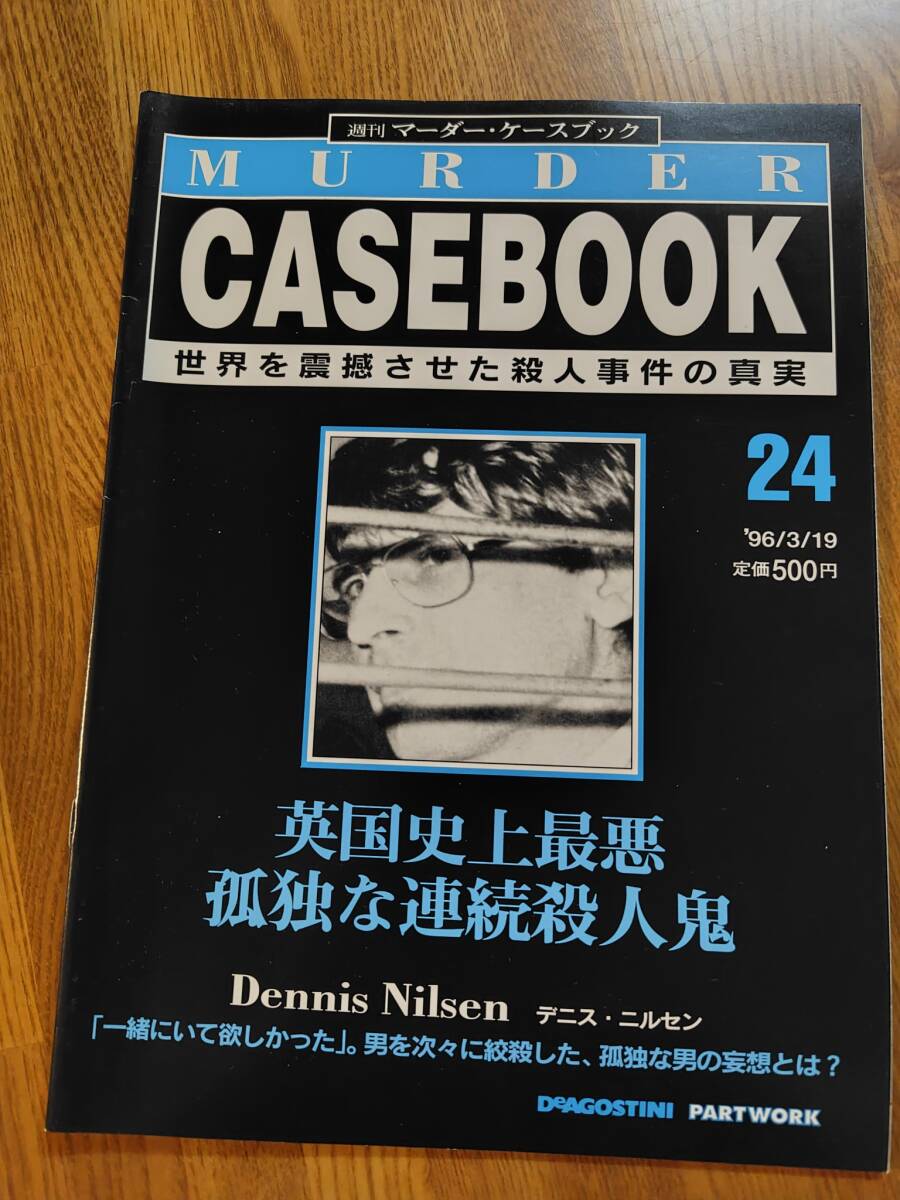 週刊 マーダー・ケースブック
MURDER
CASEBOOK
世界を震撼させた殺人事件の真実
24
'96/3/19
定価500円
英国史上最悪
孤独な連続殺人鬼
Dennis Nilsen デニス・ニルセン
「一緒にいて欲しかった」。男を次々に絞殺した、孤独な男の妄想とは？
DeAGOSTINI PARTWORK